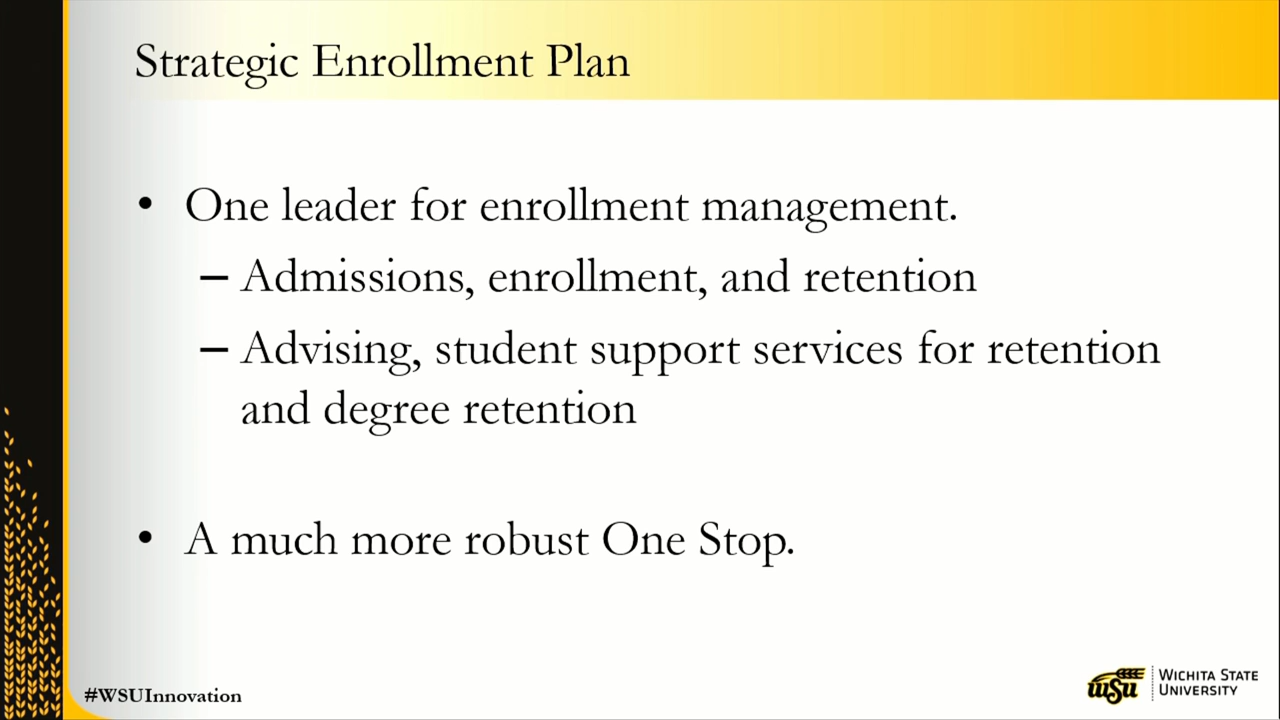 Strategic Enrollment Plan
• One leader for enrollment management.
– Admissions, enrollment, and retention
– Advising, student support services for retention
and degree retention
• A much more robust One Stop.
#WSUInnovation
wsu
WICHITA STATE
UNIVERSITY